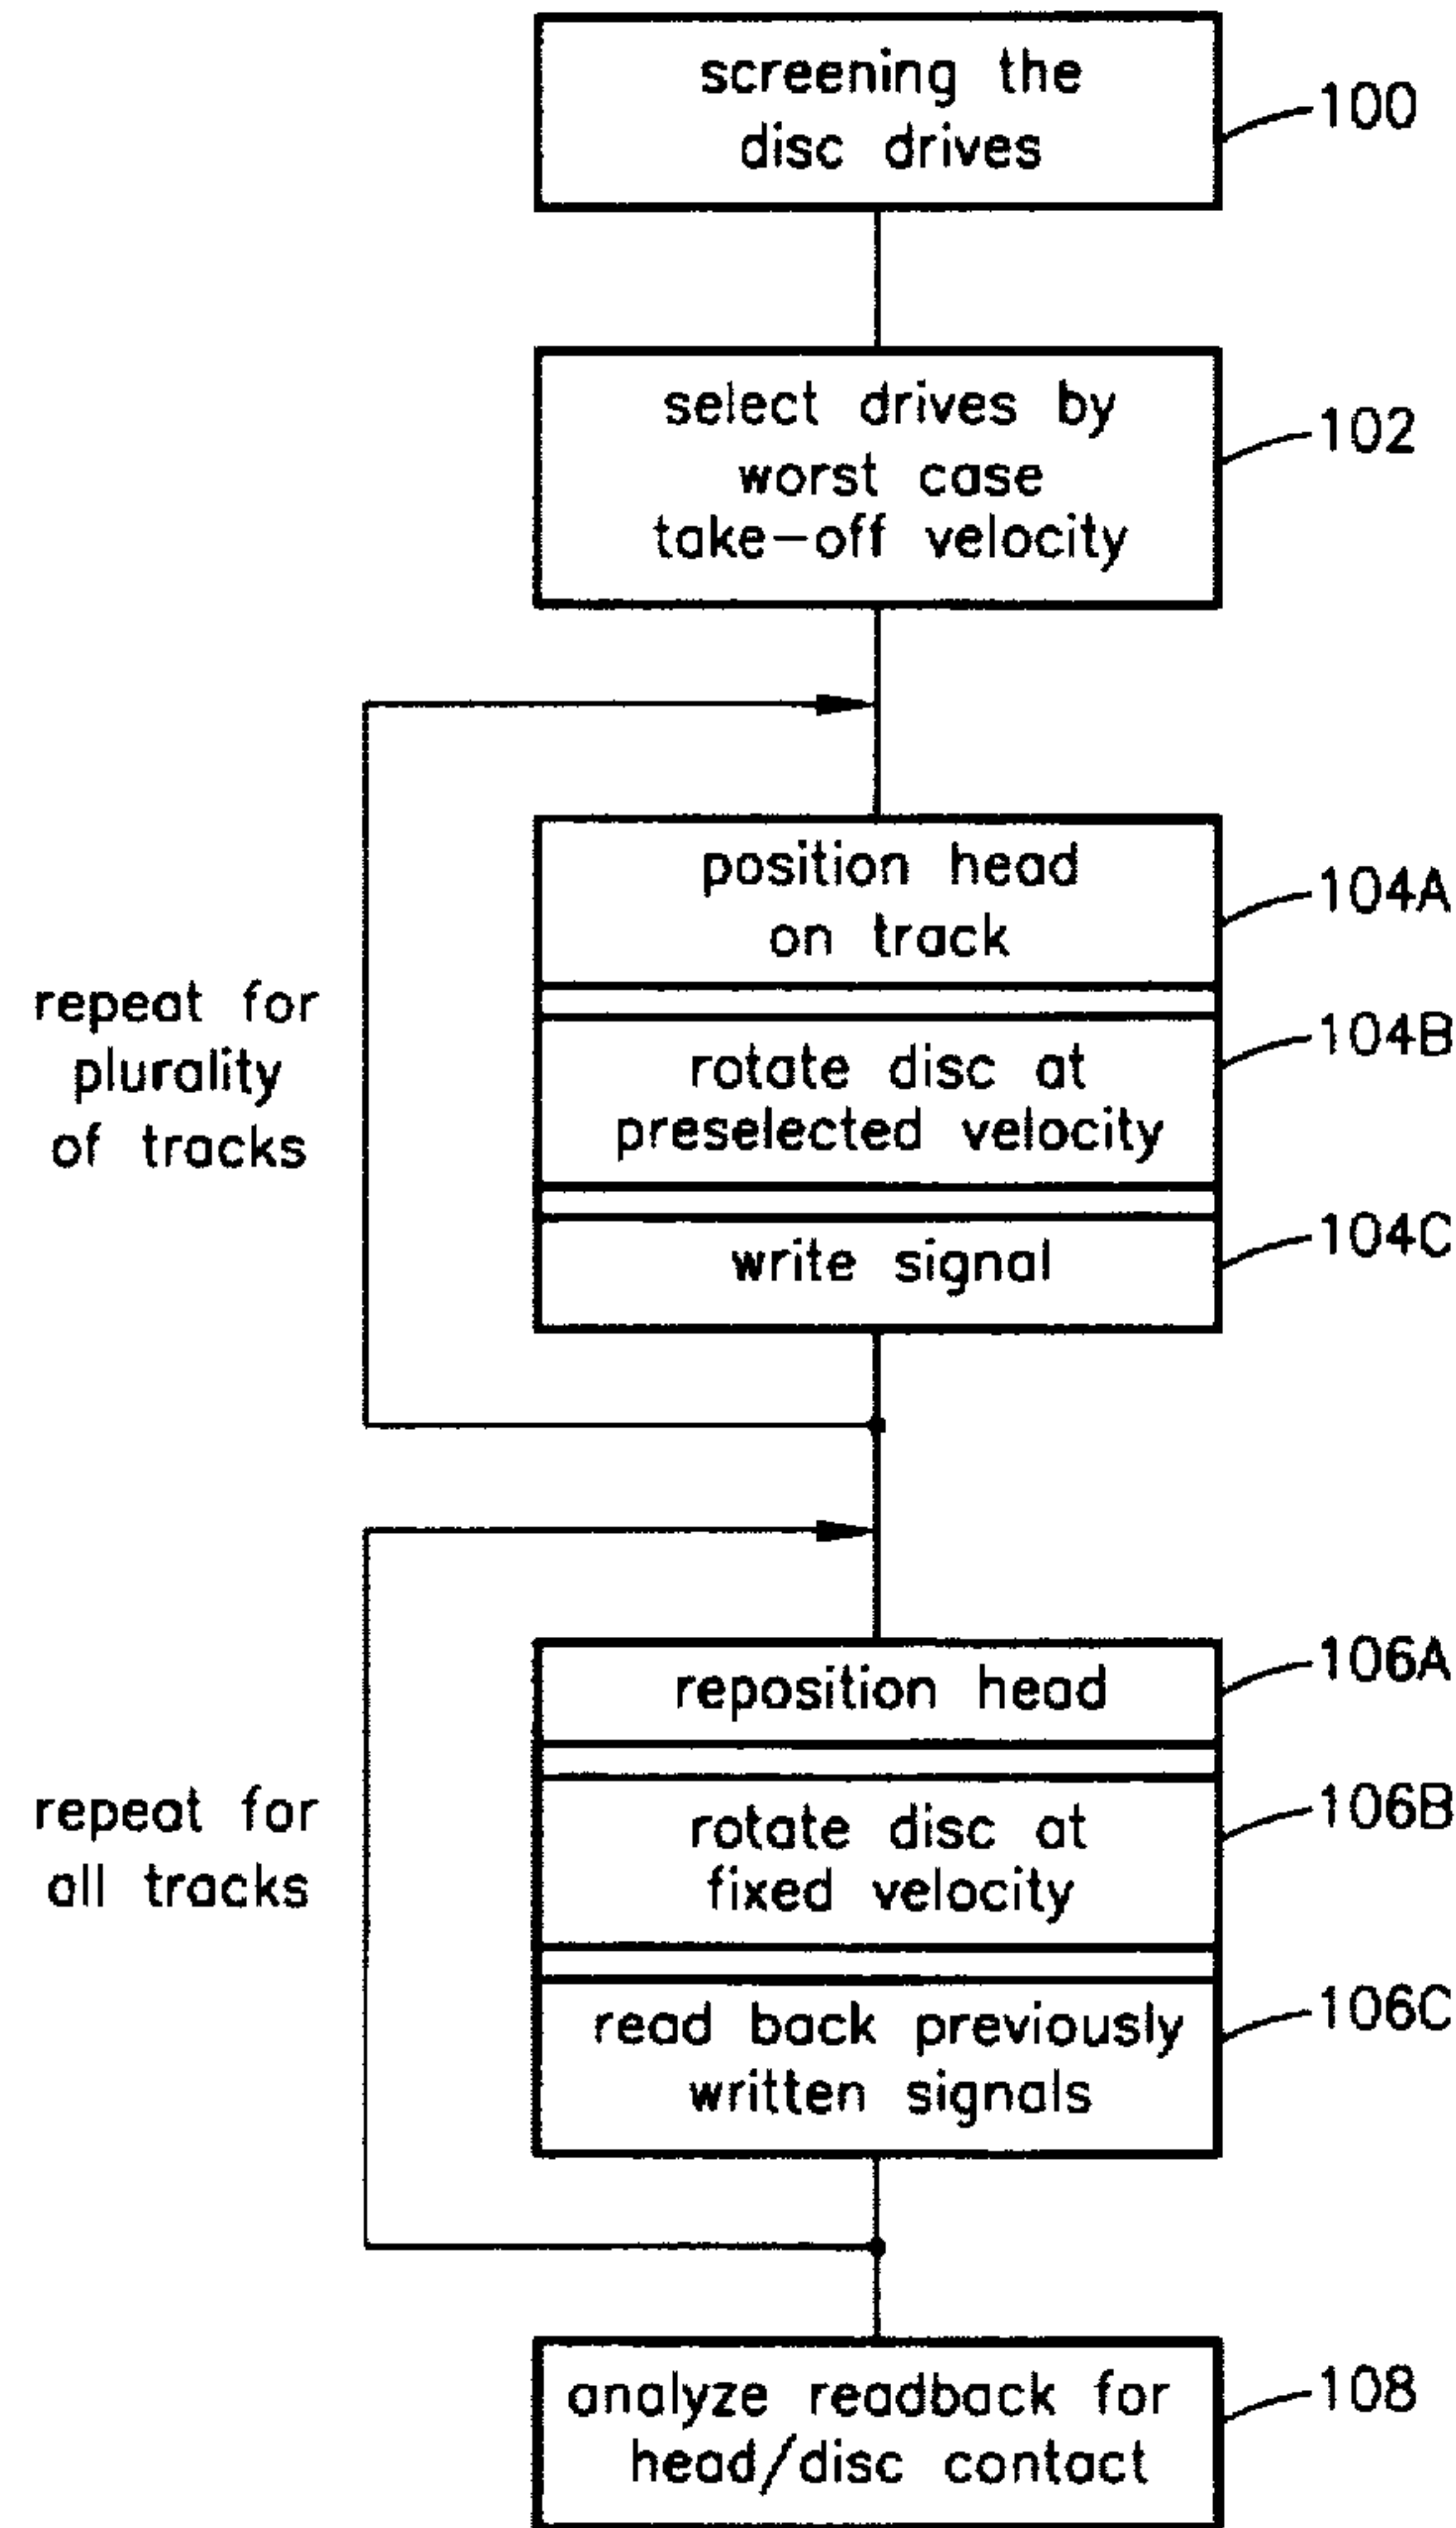 screening the
disc drives
100
select drives by
worst case
take-off velocity
102
position head
on track
104A
repeat for
plurality
of tracks
rotate disc at
preselected velocity
104B
write signal
104C
reposition head
106A
repeat for
all tracks
rotate disc at
fixed velocity
106B
read back previously
written signals
106C
analyze readback for
head/disc contact
108